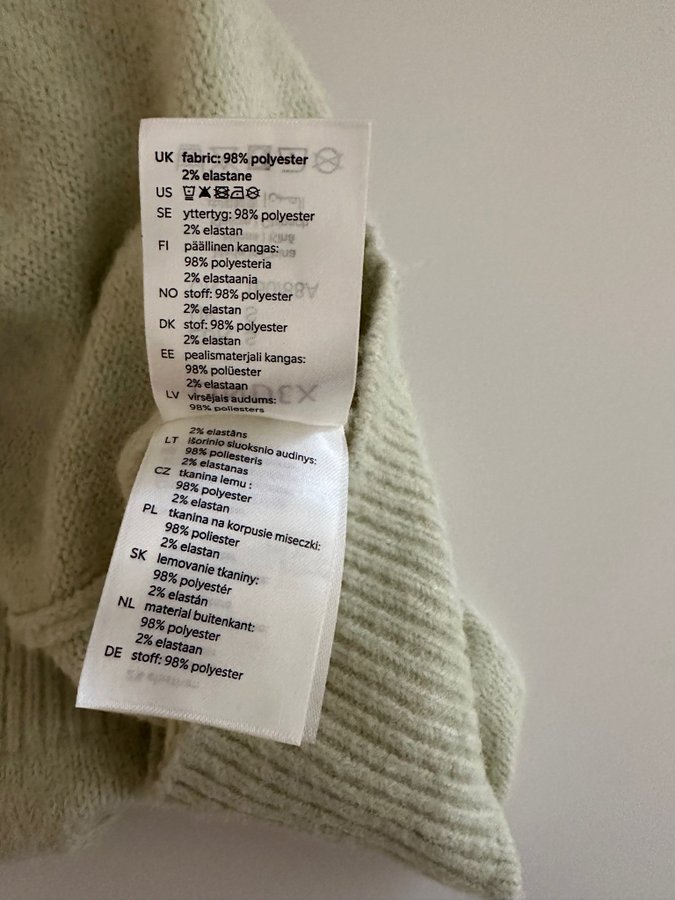 UK fabric: 98% polyester
2% elastane
US
SE yttertyg: 98% polyester
2% elastan
FI päällinen kangas:
98% polyesteria
2% elastaania
NO stoff: 98% polyester
2% elastan
DK stof: 98% polyester
2% elastan
EE pealismaterjali kangas:
98% polüester
2% elastaan
LV virsējais audums:
98% poliesters
2% elastāns
LT išorinio sluoksnio audinys:
98% poliesteris
2% elastanas
CZ tkanina lemu :
98% polyester
2% elastan
PL tkanina na korpusie miseczki:
98% poliester
2% elastan
SK lemovanie tkaniny:
98% polyestér
2% elastán
NL material buitenkant:
98% polyester
2% elastaan
DE stoff: 98% polyester